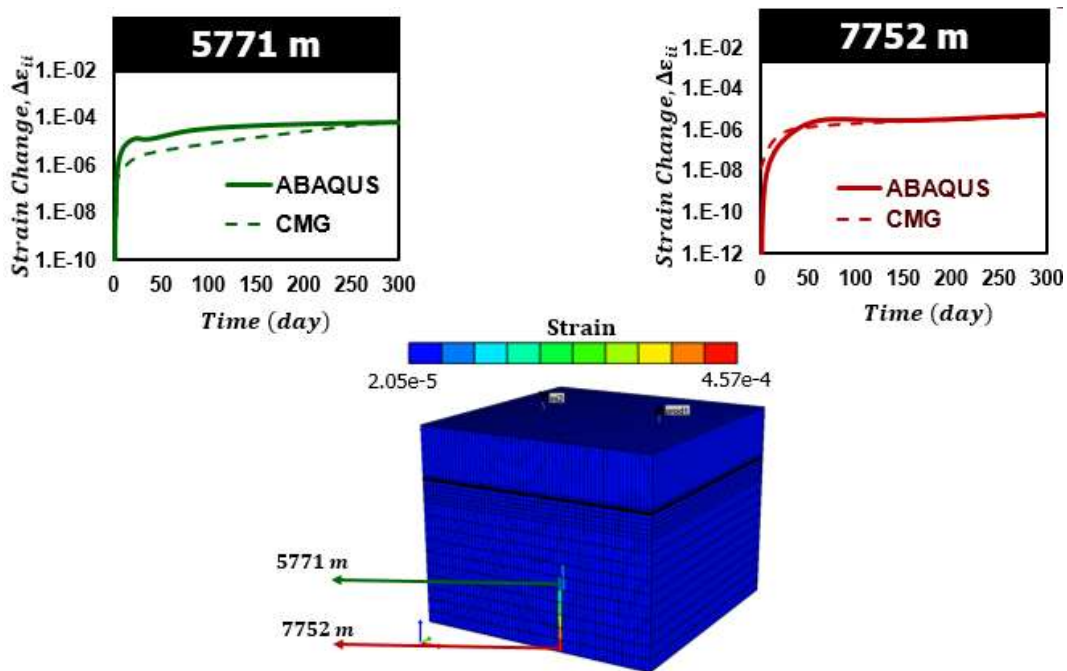 5771 m
Strain Change, Δε𝑖𝑖
1.E-02
1.E-04
1.E-06
1.E-08
1.E-10
ABAQUS
CMG
0 50 100 150 200 250 300
Time (day)
7752 m
Strain Change, Δε𝑖𝑖
1.E-02
1.E-04
1.E-06
1.E-08
1.E-10
1.E-12
ABAQUS
CMG
0 50 100 150 200 250 300
Time (day)
Strain
2.05e-5 4.57e-4
5771 m
7752 m